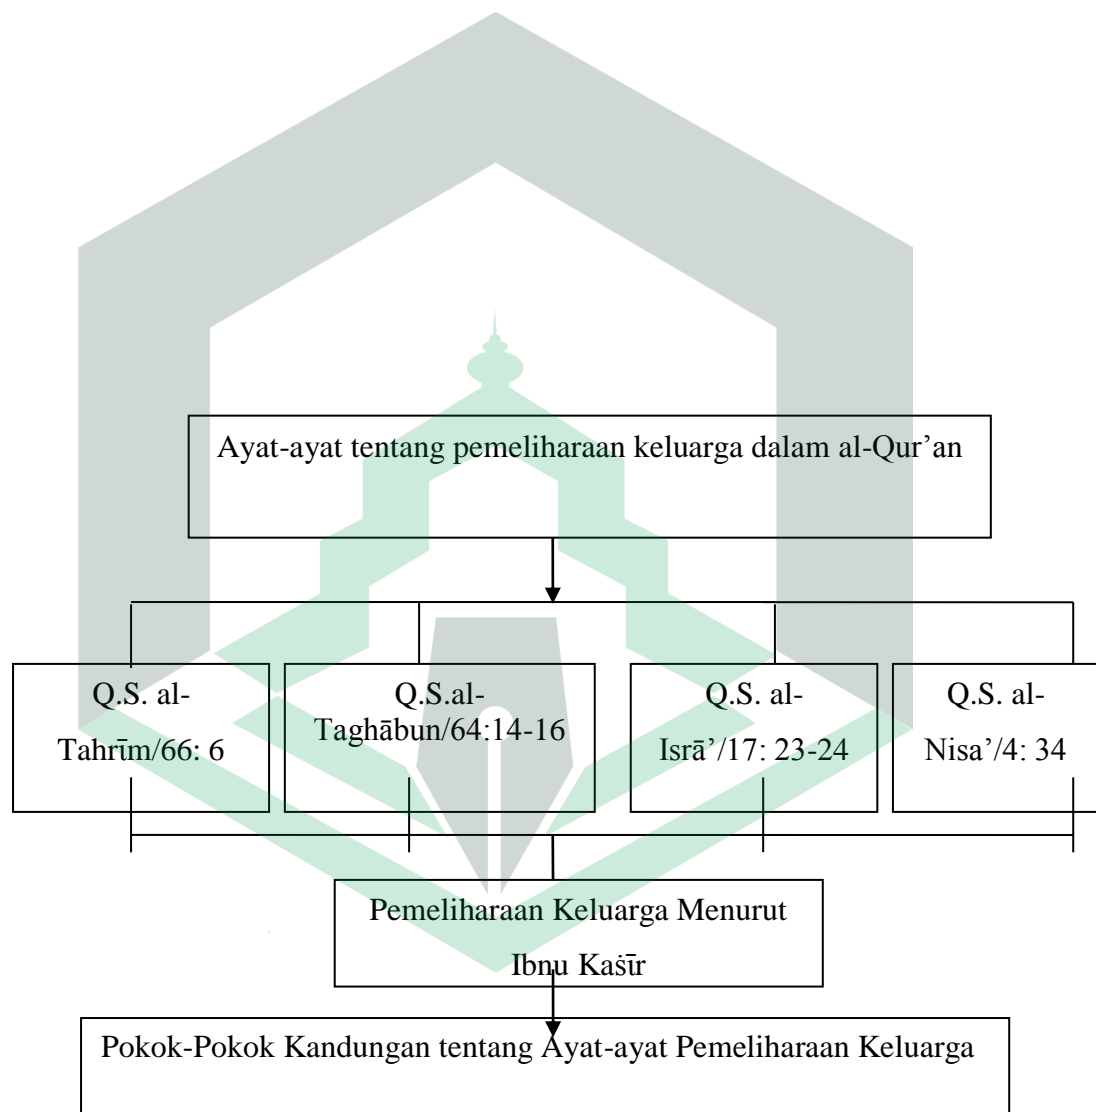 Ayat-ayat tentang pemeliharaan keluarga dalam al-Qur’an
Q.S. al-
Tahrīm/66: 6
Q.S.al-
Taghābun/64:14-16
Q.S. al-
Isrā’/17: 23-24
Q.S. al-
Nisa’/4: 34
Pemeliharaan Keluarga Menurut
Ibnu Kaṡīr
Pokok-Pokok Kandungan tentang Ayat-ayat Pemeliharaan Keluarga